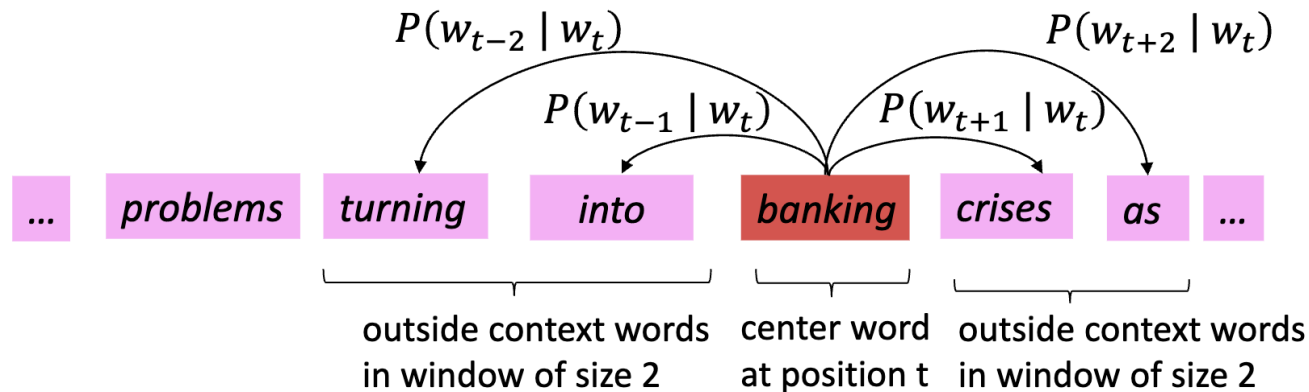 P(w_{t−2} | w_t)
P(w_{t+2} | w_t)
P(w_{t−1} | w_t)
P(w_{t+1} | w_t)
... problems turning into banking crises as ...
outside context words
in window of size 2
center word
at position t
outside context words
in window of size 2